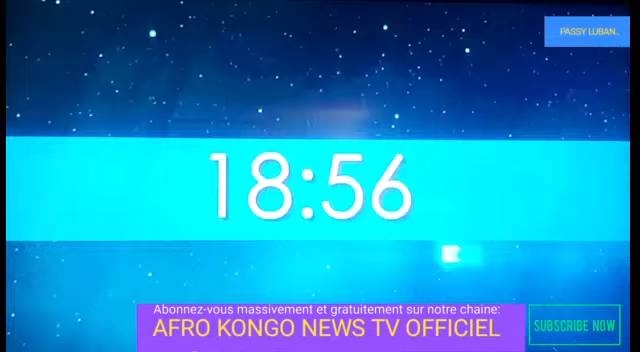 PASSY LUBAN..
18:56
Abonnez-vous massivement et gratuitement sur notre chaine:
AFRO KONGO NEWS TV OFFICIEL
SUBSCRIBE NOW